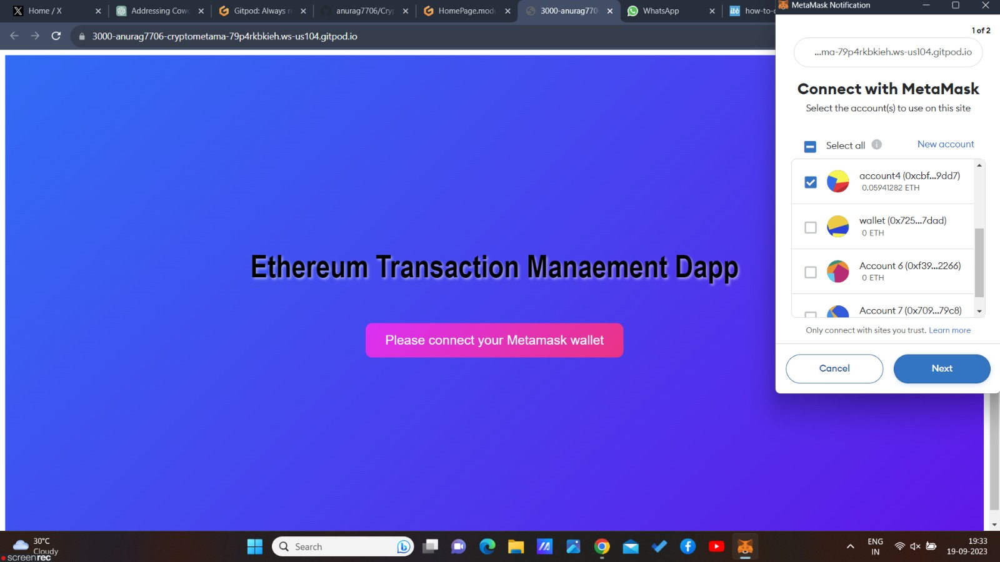 Home / X
Addressing Cowc
Gitpod: Always r
anurag7706/Cryp
HomePage.modu
3000-anurag770
WhatsApp
ibb how-to-c
3000-anurag7706-cryptometama-79p4rkbkieh.ws-us104.gitpod.io
MetaMask Notification
1 of 2
...ma-79p4rkbkieh.ws-us104.gitpod.io
Connect with MetaMask
Select the account(s) to use on this site
Select all
New account
account4 (0xcbf...9dd7)
0.05941282 ETH
wallet (0x725...7dad)
0 ETH
Account 6 (0xf39...2266)
0 ETH
Account 7 (0x709...79c8)
Only connect with sites you trust. Learn more
Cancel
Next
Ethereum Transaction Manaement Dapp
Please connect your Metamask wallet
30°C
Cloudy
screenrec
Search
ENG
IN
19:33
19-09-2023